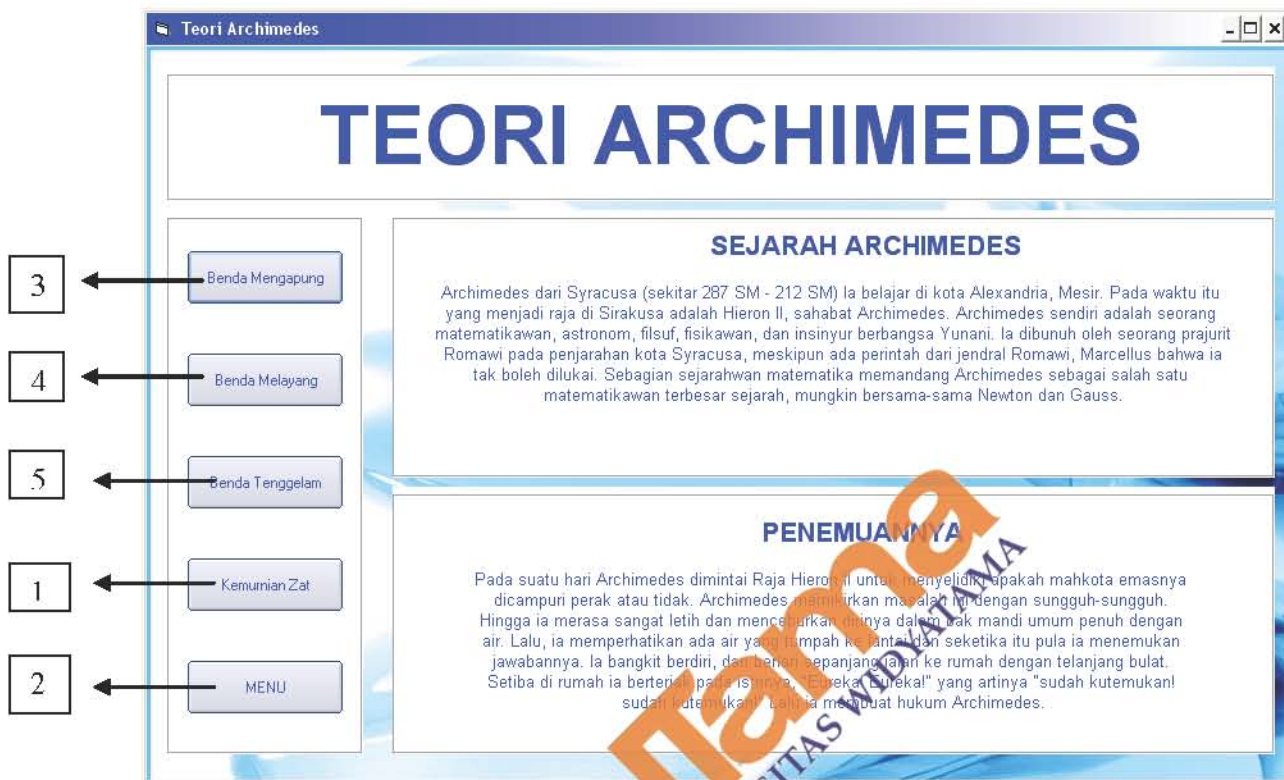 Teori Archimedes
TEORI ARCHIMEDES
3
Benda Mengapung
4
Benda Melayang
5
Benda Tenggelam
1
Kemurnian Zat
2
MENU
SEJARAH ARCHIMEDES
Archimedes dari Syracusa (sekitar 287 SM - 212 SM) Ia belajar di kota Alexandria, Mesir. Pada waktu itu
yang menjadi raja di Sirakusa adalah Hieron II, sahabat Archimedes. Archimedes sendiri adalah seorang
matematikawan, astronom, filsuf, fisikawan, dan insinyur berbangsa Yunani. Ia dibunuh oleh seorang prajurit
Romawi pada penjarahan kota Syracusa, meskipun ada perintah dari jendral Romawi, Marcellus bahwa ia
tak boleh dilukai. Sebagian sejarahwan matematika memandang Archimedes sebagai salah satu
matematikawan terbesar sejarah, mungkin bersama-sama Newton dan Gauss.
PENEMUANNYA
Pada suatu hari Archimedes dimintai Raja Hieron II untuk menyelidiki apakah mahkota emasnya
dicampuri perak atau tidak. Archimedes memikirkan masalah ini dengan sungguh-sungguh.
Hingga ia merasa sangat letih dan menceburkan dirinya dalam bak mandi umum penuh dengan
air. Lalu, ia memperhatikan ada air yang tumpah ke lantai dan seketika itu pula ia menemukan
jawabannya. Ia bangkit berdiri, dan berlari sepanjang jalan ke rumah dengan telanjang bulat.
Setiba di rumah ia berteriak pada istrinya, "Eureka! Eureka!" yang artinya "sudah kutemukan!
sudah kutemukan!" Lalu ia membuat hukum Archimedes.
Tama
ITAS WIDYATAMA